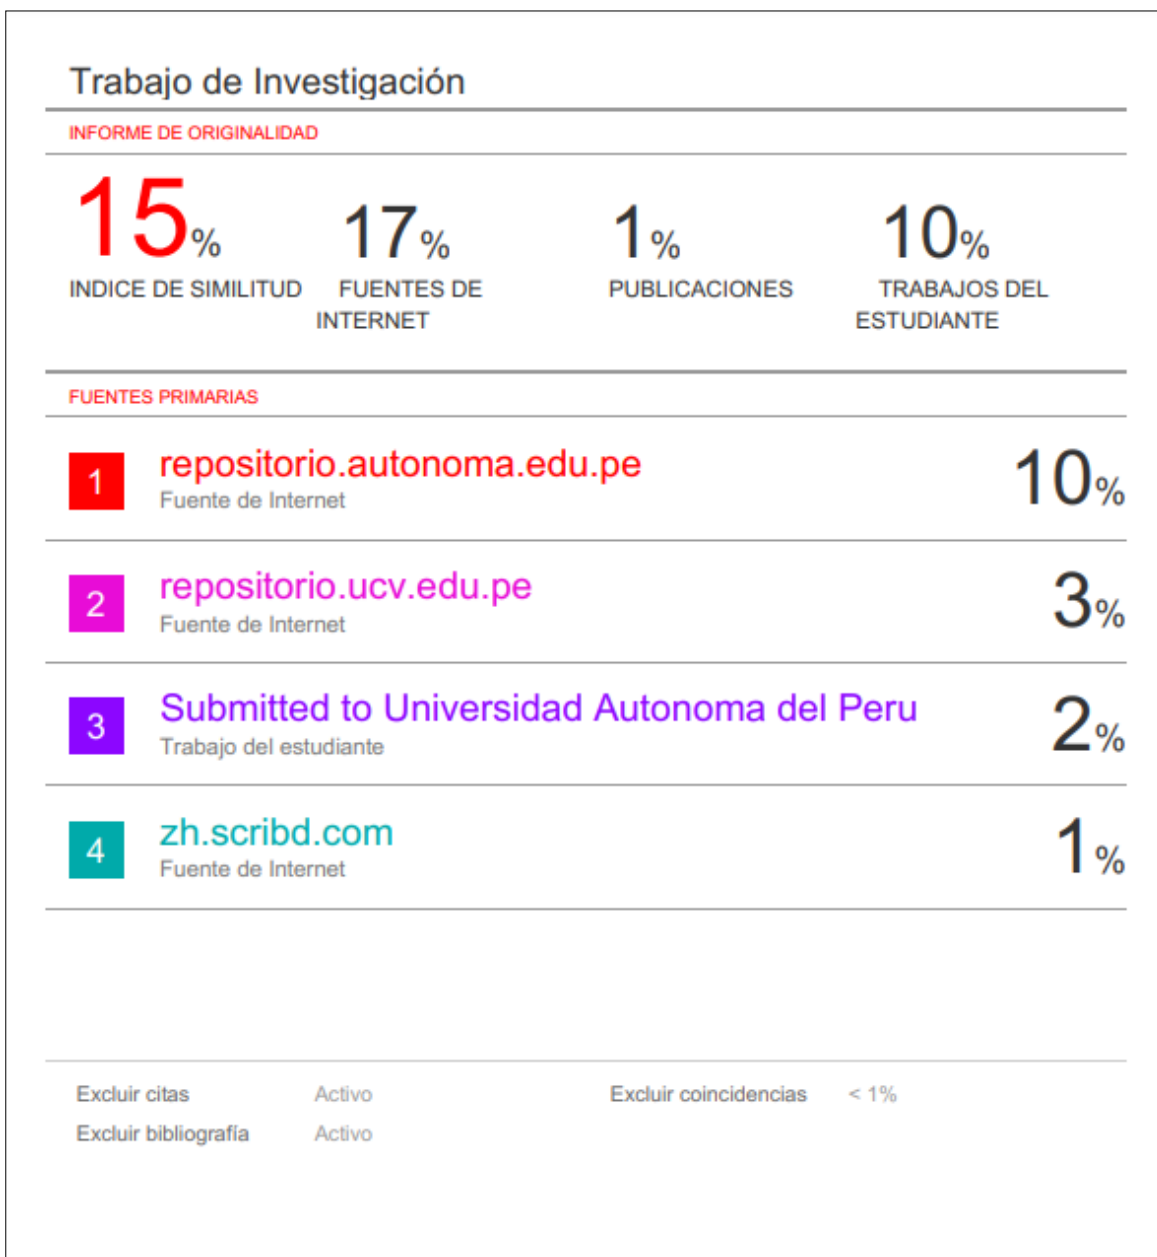 Trabajo de Investigación
INFORME DE ORIGINALIDAD
15% 17% 1% 10%
INDICE DE SIMILITUD FUENTES DE PUBLICACIONES TRABAJOS DEL
INTERNET ESTUDIANTE
FUENTES PRIMARIAS
1 repositorio.autonoma.edu.pe 10%
Fuente de Internet
2 repositorio.ucv.edu.pe 3%
Fuente de Internet
3 Submitted to Universidad Autonoma del Peru 2%
Trabajo del estudiante
4 zh.scribd.com 1%
Fuente de Internet
Excluir citas Activo Excluir coincidencias < 1%
Excluir bibliografía Activo